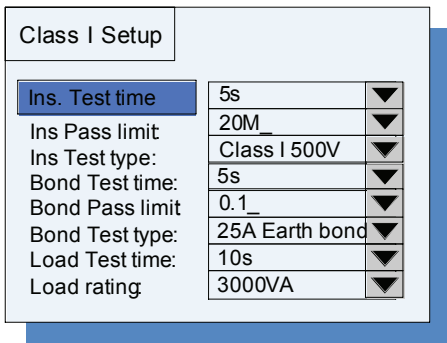 Class I Setup
Ins. Test time 5s
Ins Pass limit 20M_
Ins Test type: Class I 500V
Bond Test time: 5s
Bond Pass limit 0.1_
Bond Test type: 25A Earth bond
Load Test time: 10s
Load rating: 3000VA